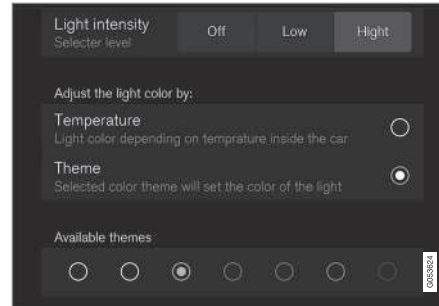 Light intensity
Selecter level
Off
Low
Hight
Adjust the light color by:
Temperature
Light color depending on temprature inside the car
Theme
Selected color theme will set the color of the light
Available themes
G053624